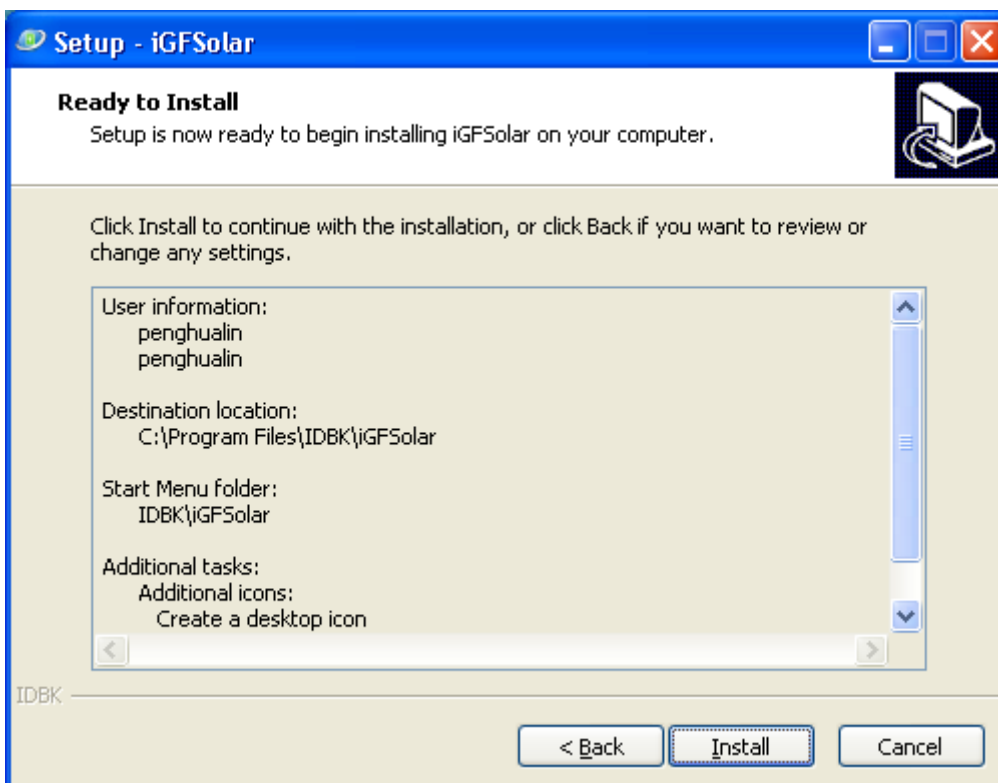 Setup - iGFSolar
Ready to Install
Setup is now ready to begin installing iGFSolar on your computer.
Click Install to continue with the installation, or click Back if you want to review or
change any settings.
User information:
penghualin
penghualin
Destination location:
C:\Program Files\IDBK\iGFSolar
Start Menu folder:
IDBK\iGFSolar
Additional tasks:
Additional icons:
Create a desktop icon
IDBK
< Back Install Cancel